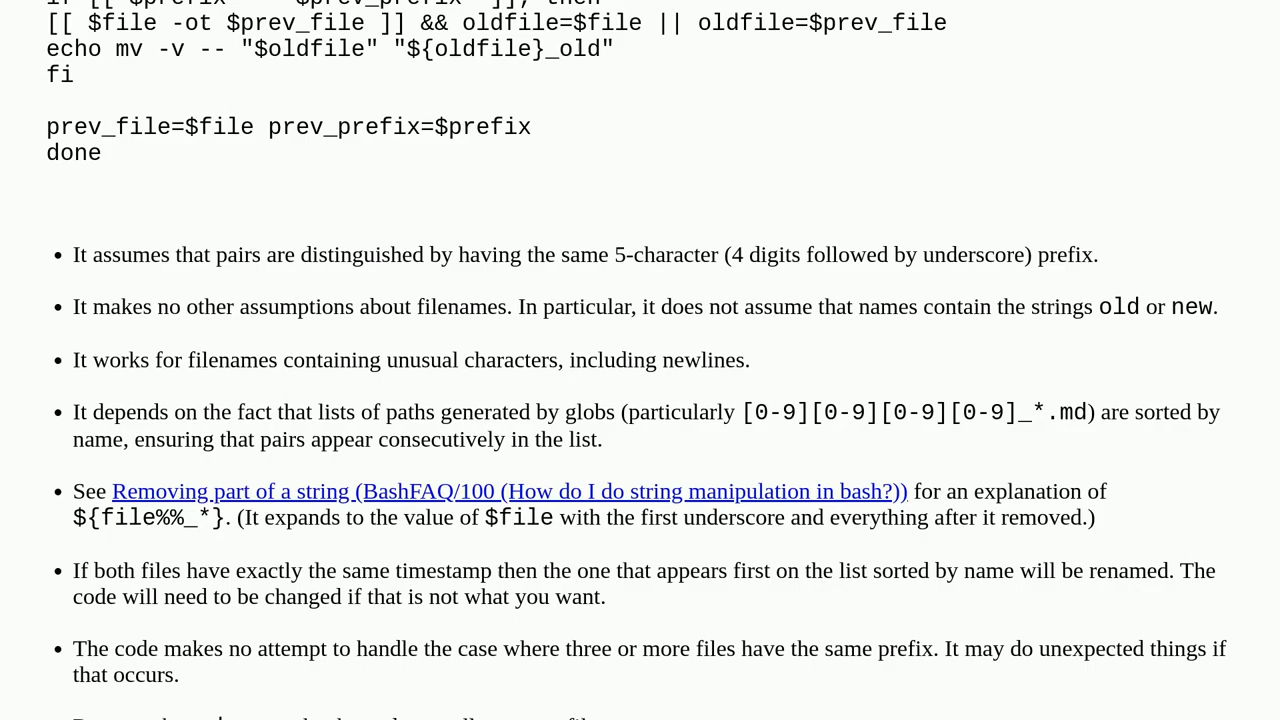 [[ $file -ot $prev_file ]] && oldfile=$file || oldfile=$prev_file
echo mv -v -- "$oldfile" "${oldfile}_old"
fi
prev_file=$file prev_prefix=$prefix
done
• It assumes that pairs are distinguished by having the same 5-character (4 digits followed by underscore) prefix.
• It makes no other assumptions about filenames. In particular, it does not assume that names contain the strings old or new.
• It works for filenames containing unusual characters, including newlines.
• It depends on the fact that lists of paths generated by globs (particularly [0-9][0-9][0-9][0-9]_*.md) are sorted by
name, ensuring that pairs appear consecutively in the list.
• See Removing part of a string (BashFAQ/100 (How do I do string manipulation in bash?)) for an explanation of
${file%%_*}. (It expands to the value of $file with the first underscore and everything after it removed.)
• If both files have exactly the same timestamp then the one that appears first on the list sorted by name will be renamed. The
code will need to be changed if that is not what you want.
• The code makes no attempt to handle the case where three or more files have the same prefix. It may do unexpected things if
that occurs.